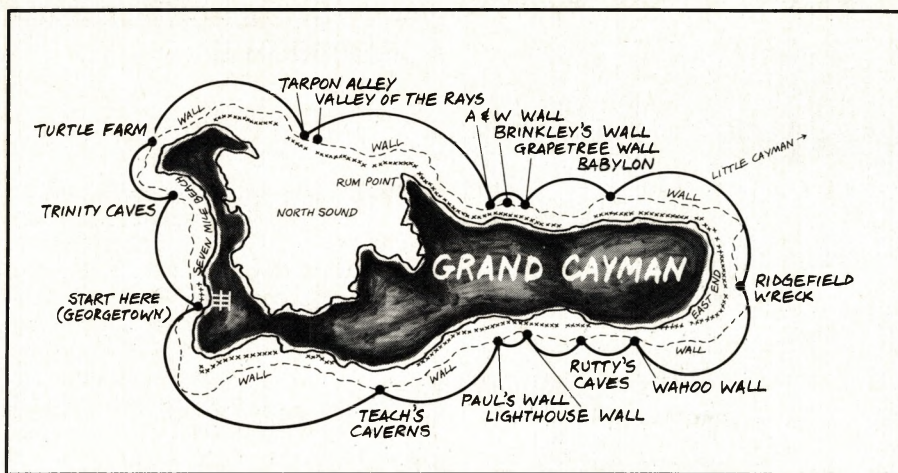 TARPON ALLEY
VALLEY OF THE RAYS
A & W WALL
BRINKLEY'S WALL
GRAPETREE WALL
BABYLON
LITTLE CAYMAN
TURTLE FARM
WALL
WALL
RUM POINT
WALL
TRINITY CAVES
SEVEN MILE BEACH
NORTH SOUND
GRAND CAYMAN
START HERE
(GEORGETOWN)
EAST END
RIDGEFIELD
WRECK
WALL
WALL
WALL
RUTTY'S
CAVES
WAHOO WALL
PAUL'S WALL
LIGHTHOUSE WALL
TEACH'S
CAVERNS